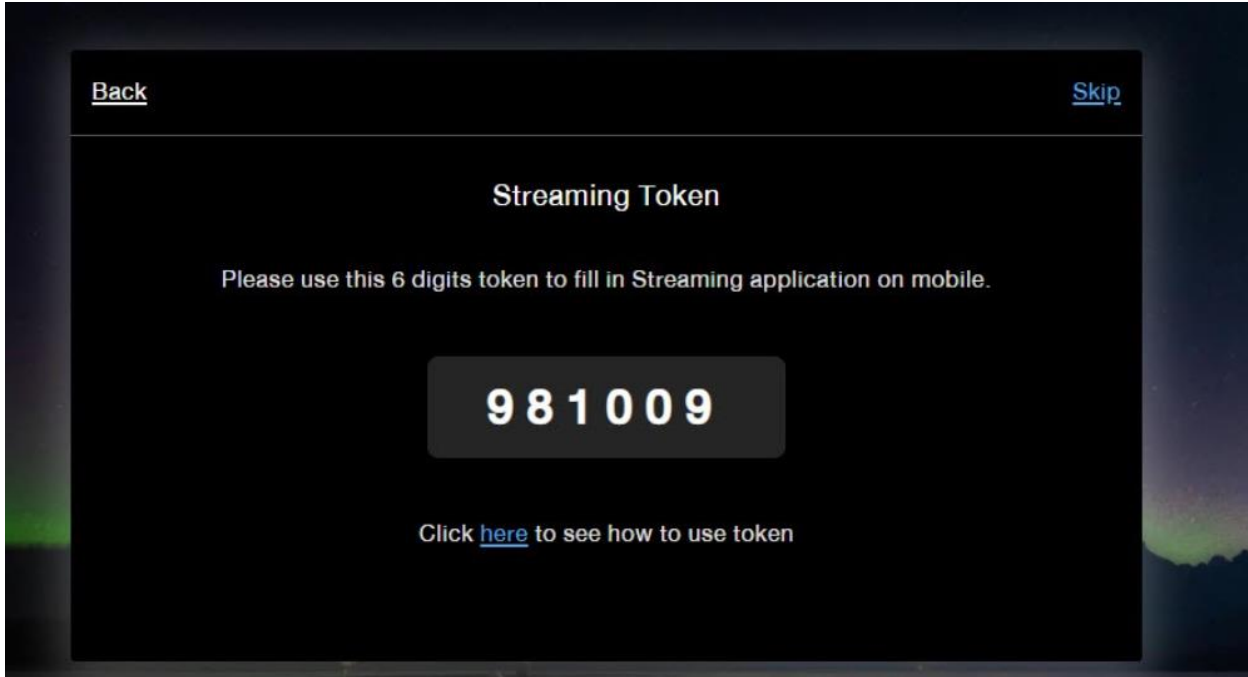 Back
Skip
Streaming Token
Please use this 6 digits token to fill in Streaming application on mobile.
981009
Click here to see how to use token